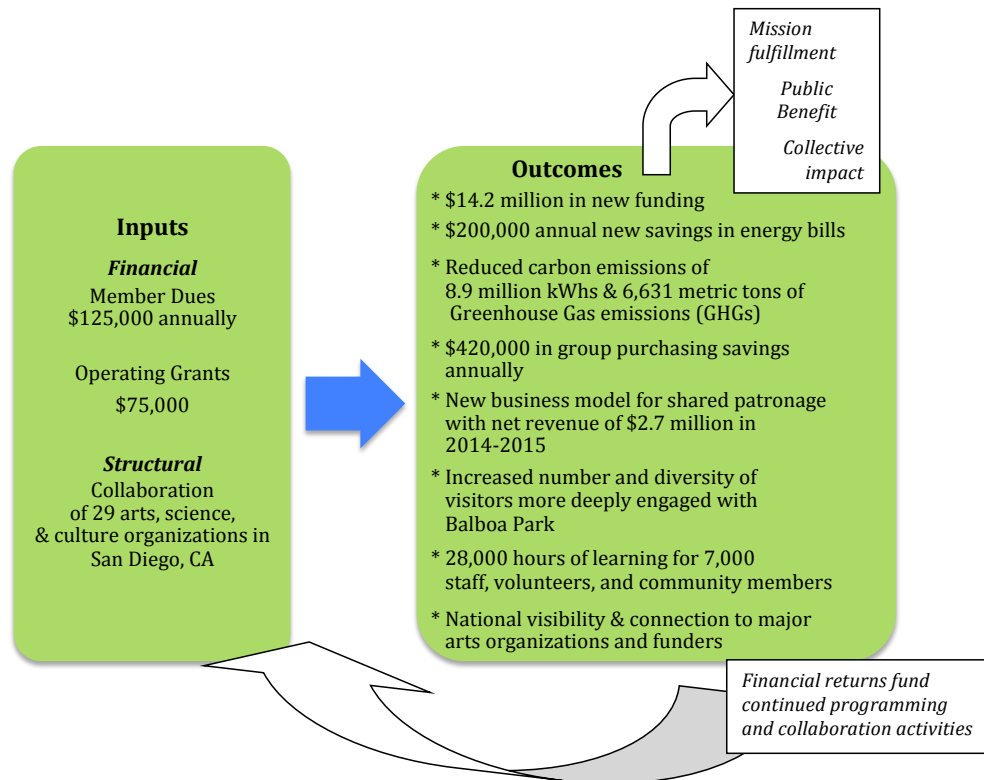 Mission
fulfillment
Public
Benefit
Collective
impact
Inputs
Financial
Member Dues
$125,000 annually
Operating Grants
$75,000
Structural
Collaboration
of 29 arts, science,
& culture organizations in
San Diego, CA
Outcomes
* $14.2 million in new funding
* $200,000 annual new savings in energy bills
* Reduced carbon emissions of
8.9 million kWhs & 6,631 metric tons of
Greenhouse Gas emissions (GHGs)
* $420,000 in group purchasing savings
annually
* New business model for shared patronage
with net revenue of $2.7 million in
2014-2015
* Increased number and diversity of
visitors more deeply engaged with
Balboa Park
* 28,000 hours of learning for 7,000
staff, volunteers, and community members
* National visibility & connection to major
arts organizations and funders
Financial returns fund
continued programming
and collaboration activities